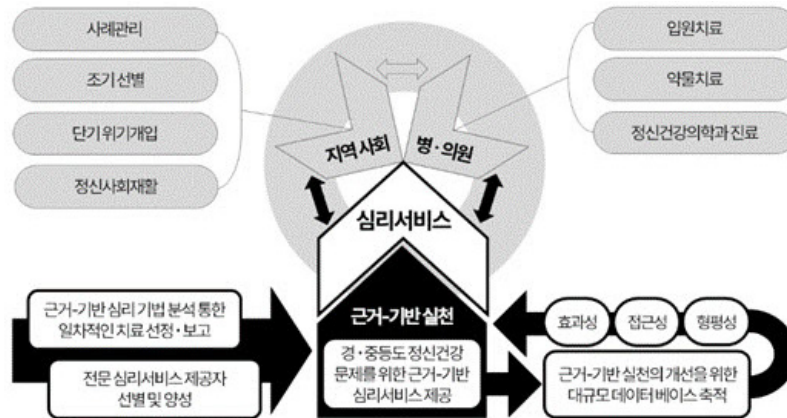 사례관리
조기 선별
단기 위기개입
정신사회재활
입원치료
약물치료
정신건강의학과 진료
지역 사회
병·의원
심리서비스
근거-기반 심리 기법 분석 통한
일차적인 치료 선정·보고
전문 심리서비스 제공자
선별 및 양성
근거-기반 실천
경·중등도 정신건강
문제를 위한 근거-기반
심리서비스 제공
효과성
접근성
형평성
근거-기반 실천의 개선을 위한
대규모 데이터 베이스 축적